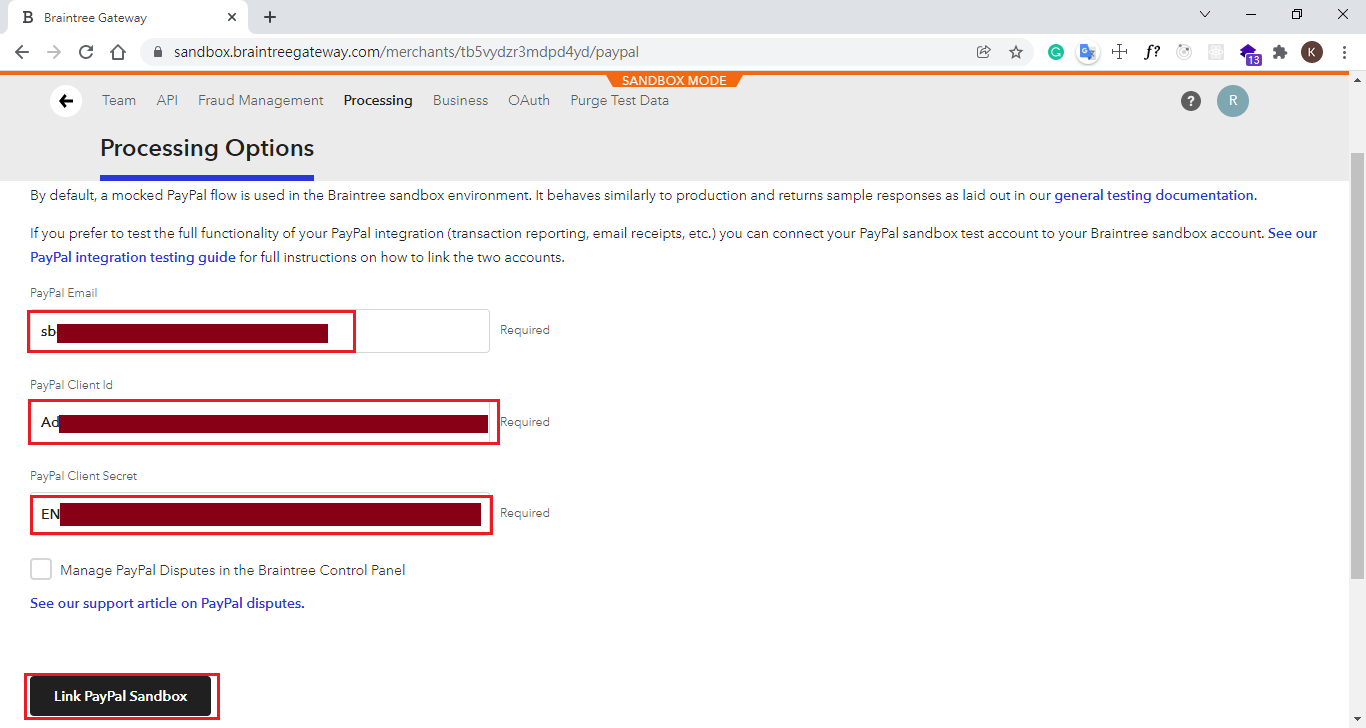 Braintree Gateway
sandbox.braintreegateway.com/merchants/tb5vydzr3mdpd4yd/paypal
f?
13
K
SANDBOX MODE
Team API Fraud Management Processing Business OAuth Purge Test Data
? R
Processing Options
By default, a mocked PayPal flow is used in the Braintree sandbox environment. It behaves similarly to production and returns sample responses as laid out in our general testing documentation.
If you prefer to test the full functionality of your PayPal integration (transaction reporting, email receipts, etc.) you can connect your PayPal sandbox test account to your Braintree sandbox account. See our
PayPal integration testing guide for full instructions on how to link the two accounts.
PayPal Email
sb
Required
PayPal Client Id
Ad
Required
PayPal Client Secret
EN
Required
Manage PayPal Disputes in the Braintree Control Panel
See our support article on PayPal disputes.
Link PayPal Sandbox